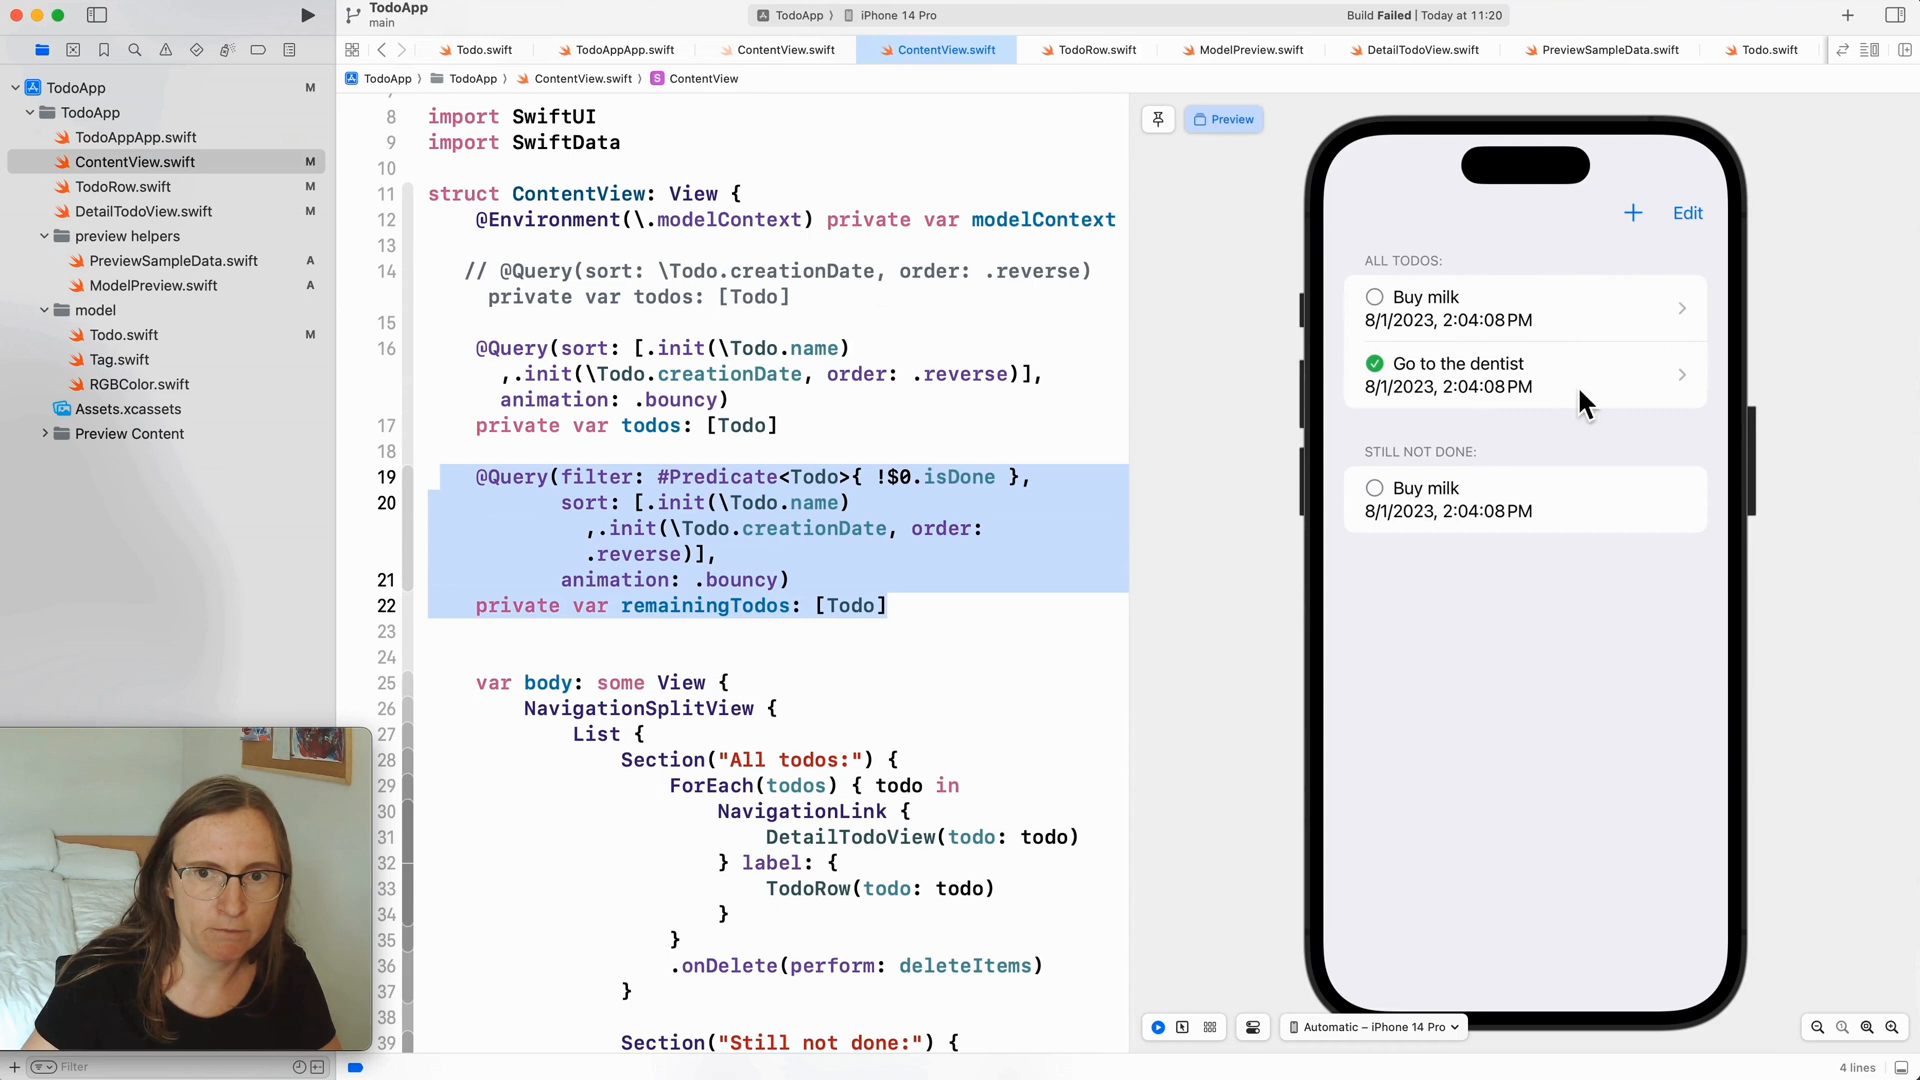 TodoApp
main
TodoApp
iPhone 14 Pro
Build Failed | Today at 11:20
Todo.swift
TodoAppApp.swift
ContentView.swift
ContentView.swift
TodoRow.swift
ModelPreview.swift
DetailTodoView.swift
PreviewSampleData.swift
Todo.swift
TodoApp
TodoApp
ContentView.swift
S ContentView
TodoApp M
TodoApp
TodoAppApp.swift
ContentView.swift M
TodoRow.swift M
DetailTodoView.swift M
preview helpers
PreviewSampleData.swift A
ModelPreview.swift A
model
Todo.swift M
Tag.swift
RGBColor.swift
Assets.xcassets
Preview Content
Filter
8 import SwiftUI
9 import SwiftData
10
11 struct ContentView: View {
12 @Environment(\.modelContext) private var modelContext
13
14 // @Query(sort: \Todo.creationDate, order: .reverse)
private var todos: [Todo]
15
16 @Query(sort: [.init(\Todo.name)
,.init(\Todo.creationDate, order: .reverse)],
animation: .bouncy)
17 private var todos: [Todo]
18
19 @Query(filter: #Predicate<Todo>{ !$0.isDone },
20 sort: [.init(\Todo.name)
,.init(\Todo.creationDate, order:
.reverse)],
21 animation: .bouncy)
22 private var remainingTodos: [Todo]
23
24
25 var body: some View {
26 NavigationSplitView {
27 List {
28 Section("All todos:") {
29 ForEach(todos) { todo in
30 NavigationLink {
31 DetailTodoView(todo: todo)
32 } label: {
33 TodoRow(todo: todo)
34 }
35 }
36 .onDelete(perform: deleteItems)
37 }
38
39 Section("Still not done:") {
Preview
Edit
ALL TODOS:
Buy milk
8/1/2023, 2:04:08 PM
Go to the dentist
8/1/2023, 2:04:08 PM
STILL NOT DONE:
Buy milk
8/1/2023, 2:04:08 PM
Automatic – iPhone 14 Pro
4 lines